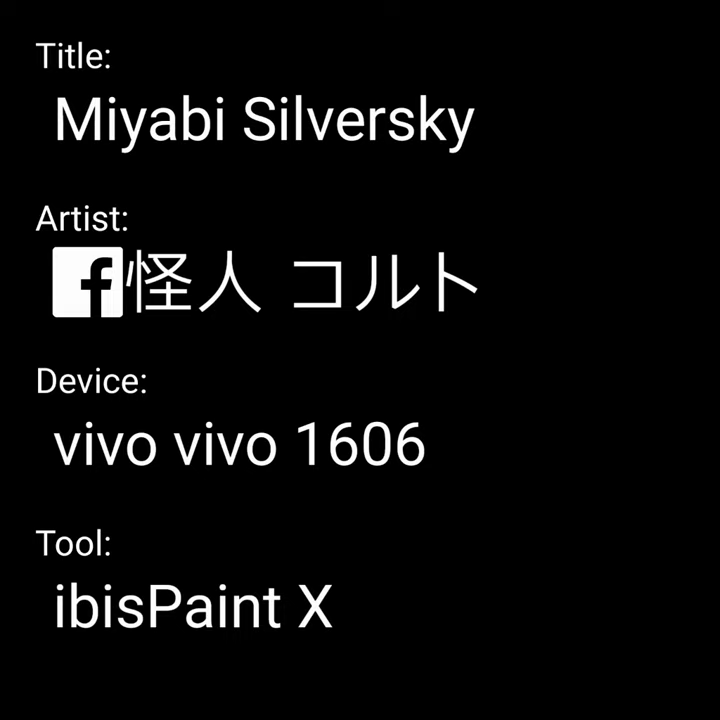 Title:
Miyabi Silversky
Artist:
怪人 コルト
Device:
vivo vivo 1606
Tool:
ibisPaint X